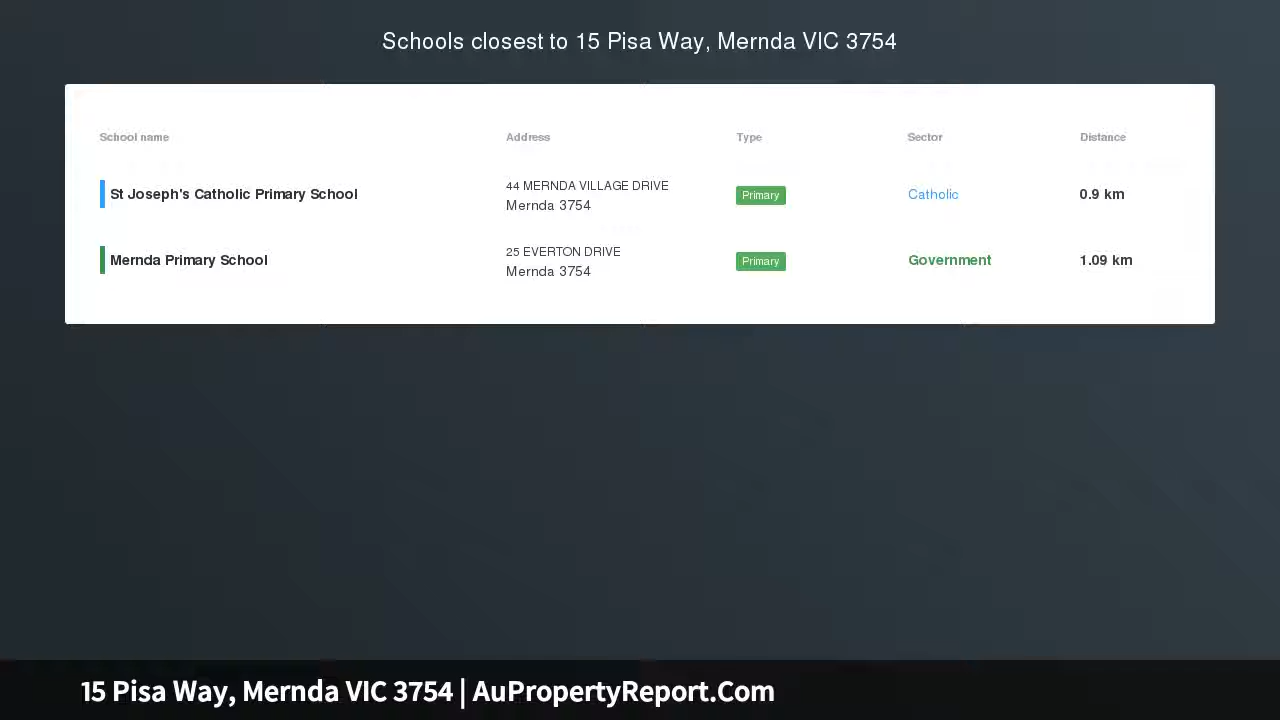 Schools closest to 15 Pisa Way, Mernda VIC 3754
School name Address Type Sector Distance
St Joseph's Catholic Primary School 44 MERNDA VILLAGE DRIVE Primary Catholic 0.9 km
Mernda 3754
Mernda Primary School 25 EVERTON DRIVE Primary Government 1.09 km
Mernda 3754
15 Pisa Way, Mernda VIC 3754 | AuPropertyReport.Com